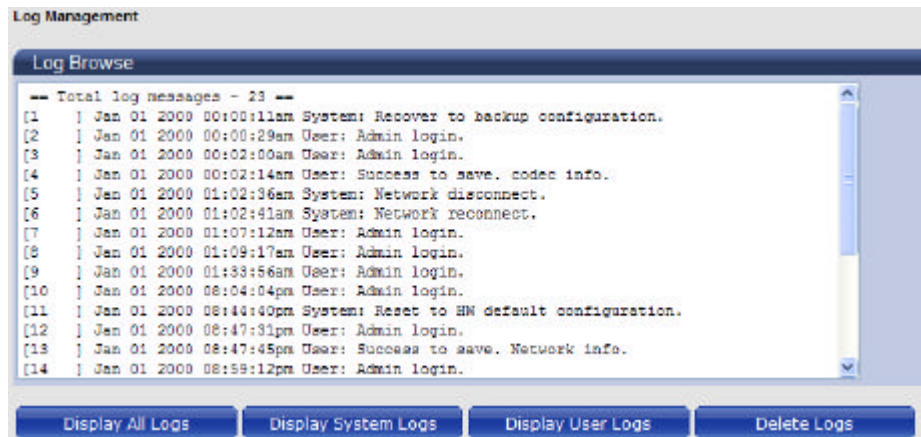 Log Management
Log Browse
== Total log messages - 23 ==
[1 ] Jan 01 2000 00:00:11am System: Recover to backup configuration.
[2 ] Jan 01 2000 00:00:29am User: Admin login.
[3 ] Jan 01 2000 00:02:00am User: Admin login.
[4 ] Jan 01 2000 00:02:14am User: Success to save. codec info.
[5 ] Jan 01 2000 01:02:36am System: Network disconnect.
[6 ] Jan 01 2000 01:02:41am System: Network reconnect.
[7 ] Jan 01 2000 01:07:12am User: Admin login.
[8 ] Jan 01 2000 01:09:17am User: Admin login.
[9 ] Jan 01 2000 01:33:56am User: Admin login.
[10 ] Jan 01 2000 08:04:04pm User: Admin login.
[11 ] Jan 01 2000 08:44:40pm System: Reset to HW default configuration.
[12 ] Jan 01 2000 08:47:31pm User: Admin login.
[13 ] Jan 01 2000 08:47:45pm User: Success to save. Network info.
[14 ] Jan 01 2000 08:59:12pm User: Admin login.
Display All Logs Display System Logs Display User Logs Delete Logs